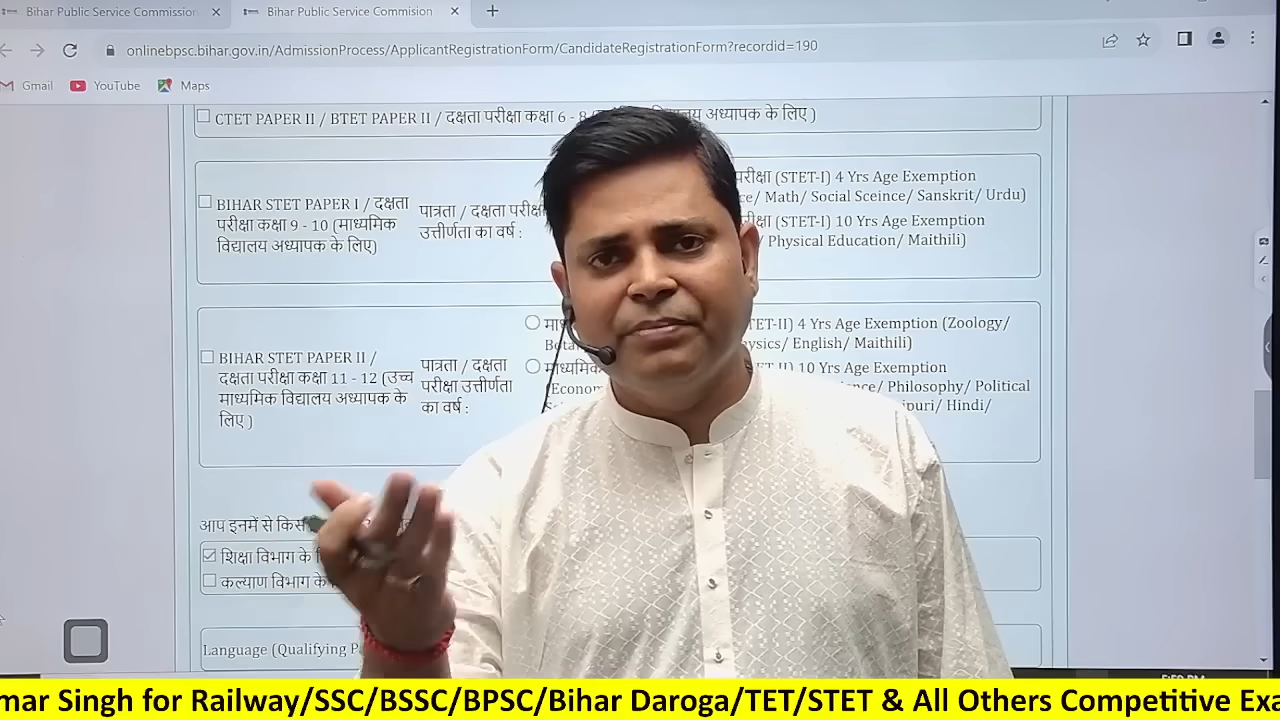 Bihar Public Service Commission
Bihar Public Service Commision
onlinebpsc.bihar.gov.in/AdmissionProcess/ApplicantRegistrationForm/CandidateRegistrationForm?recordid=190
Gmail YouTube Maps
CTET PAPER II / BTET PAPER II / दक्षता परीक्षा कक्षा 6 - 8 अध्यापक के लिए )
BIHAR STET PAPER I / दक्षता
परीक्षा कक्षा 9 - 10 (माध्यमिक
विद्यालय अध्यापक के लिए)
पात्रता / दक्षता परीक्षा
उत्तीर्णता का वर्ष :
परीक्षा (STET-I) 4 Yrs Age Exemption
Math/ Social Sceince/ Sanskrit/ Urdu)
(STET-I) 10 Yrs Age Exemption
Physical Education/ Maithili)
BIHAR STET PAPER II /
दक्षता परीक्षा कक्षा 11 - 12 (उच्च
माध्यमिक विद्यालय अध्यापक के
लिए )
पात्रता / दक्षता
परीक्षा उत्तीर्णता
का वर्ष :
4 Yrs Age Exemption (Zoology/
English/ Maithili)
माध्यमिक 10 Yrs Age Exemption
(Econom Philosophy/ Political
Hindi/
आप इनमें से किस
शिक्षा विभाग के
कल्याण विभाग के
Language (Qualifying P
mar Singh for Railway/SSC/BSSC/BPSC/Bihar Daroga/TET/STET & All Others Competitive Exa